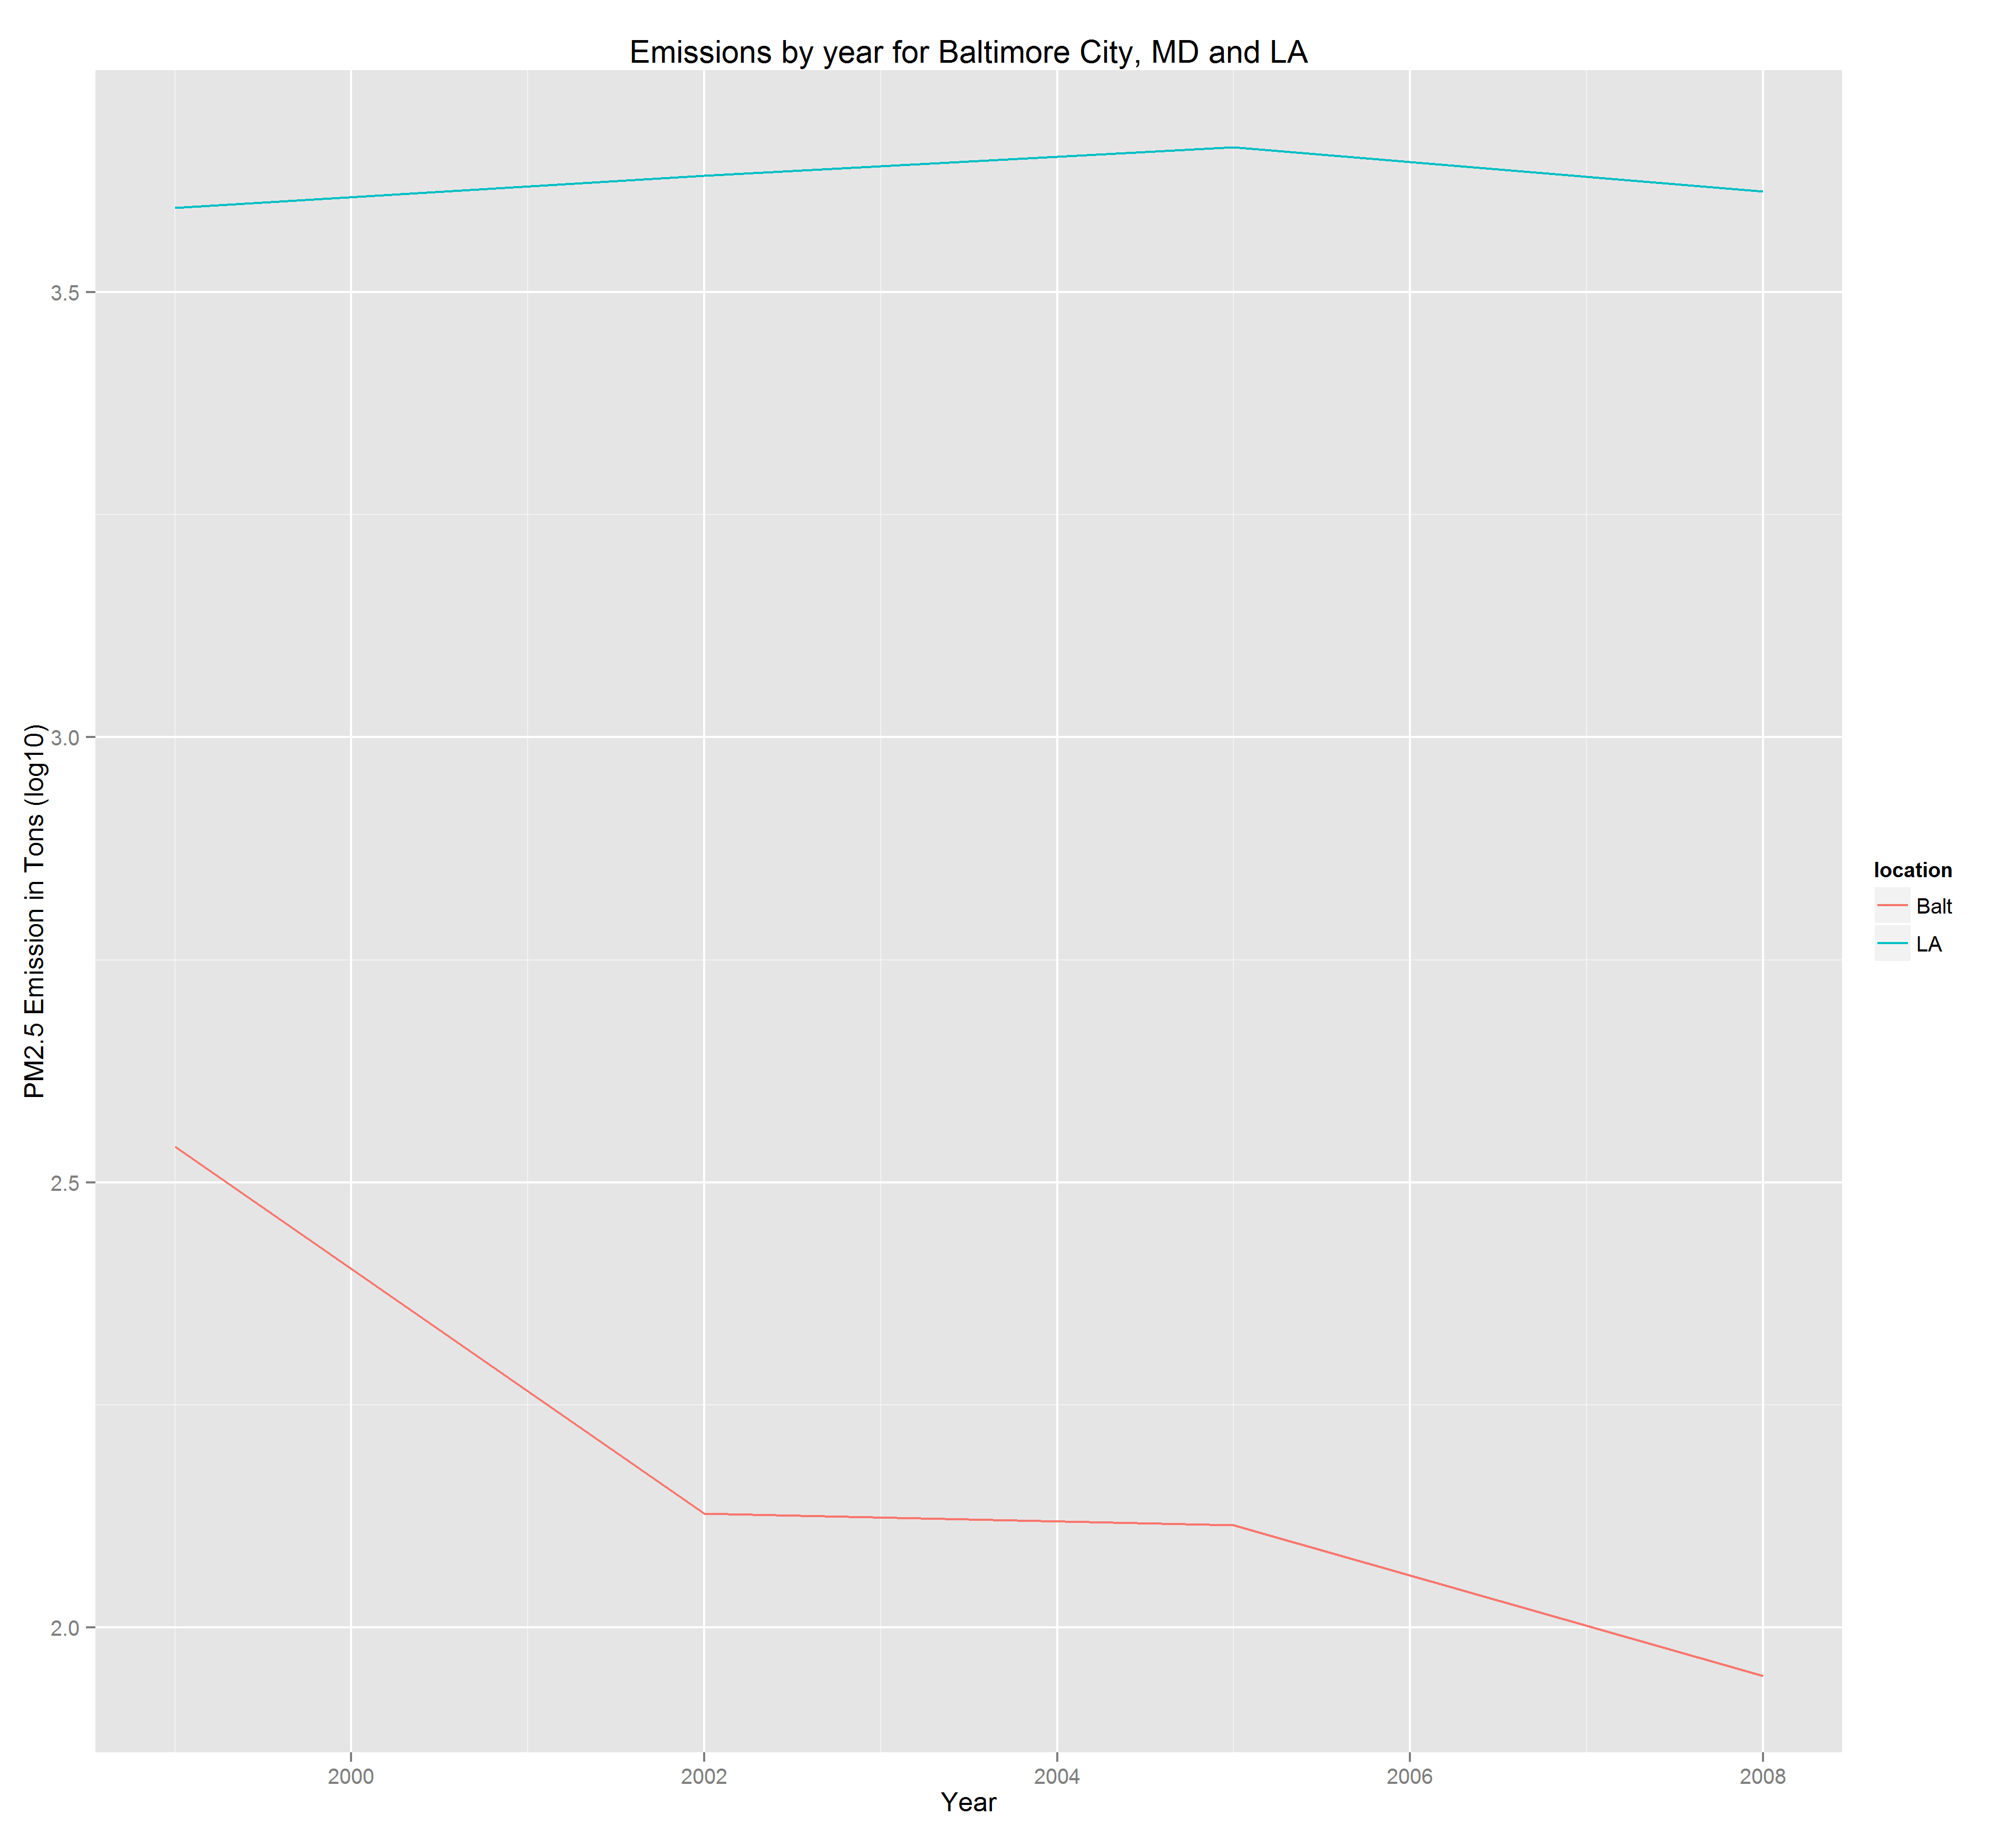 Emissions by year for Baltimore City, MD and LA
PM2.5 Emission in Tons (log10)
3.5
3.0
2.5
2.0
2000
2002
2004
2006
2008
Year
location
Balt
LA